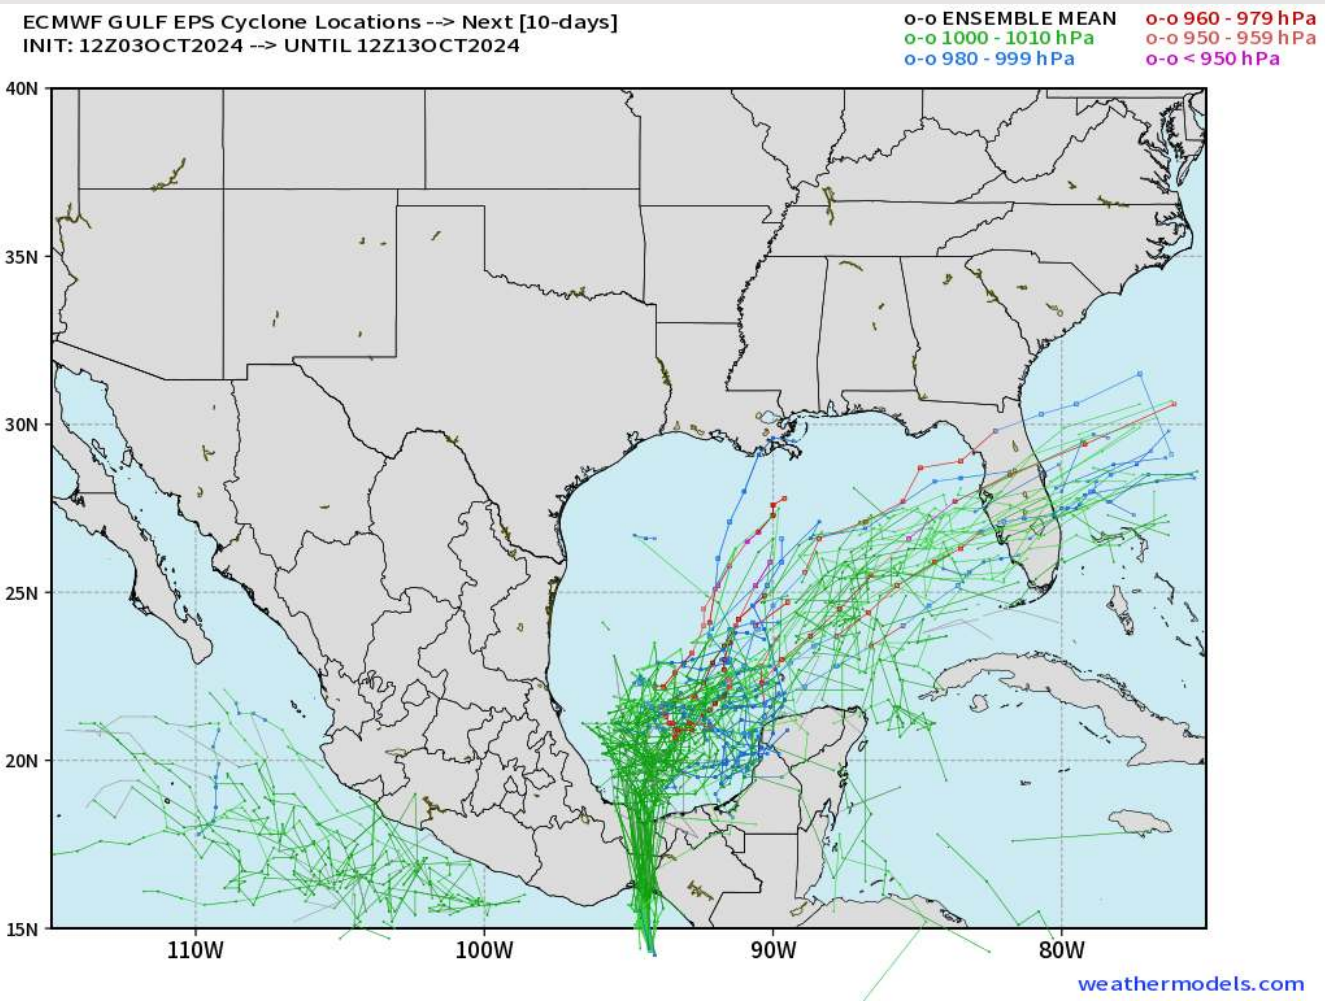 ECMWF GULF EPS Cyclone Locations --> Next [10-days]
INIT: 12Z03OCT2024 --> UNTIL 12Z13OCT2024
o-o ENSEMBLE MEAN
o-o 960 - 979 hPa
o-o 1000 - 1010 hPa
o-o 950 - 959 hPa
o-o 980 - 999 hPa
o-o < 950 hPa
40N
35N
30N
25N
20N
15N
110W
100W
90W
80W
weathermodels.com